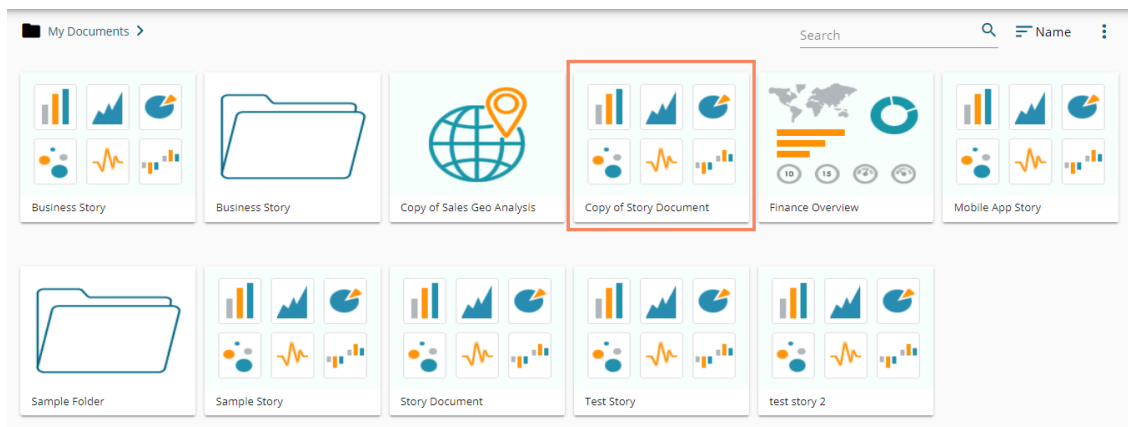 My Documents
Search
Name
10
15
Business Story
Business Story
Copy of Sales Geo Analysis
Copy of Story Document
Finance Overview
Mobile App Story
Sample Folder
Sample Story
Story Document
Test Story
test story 2